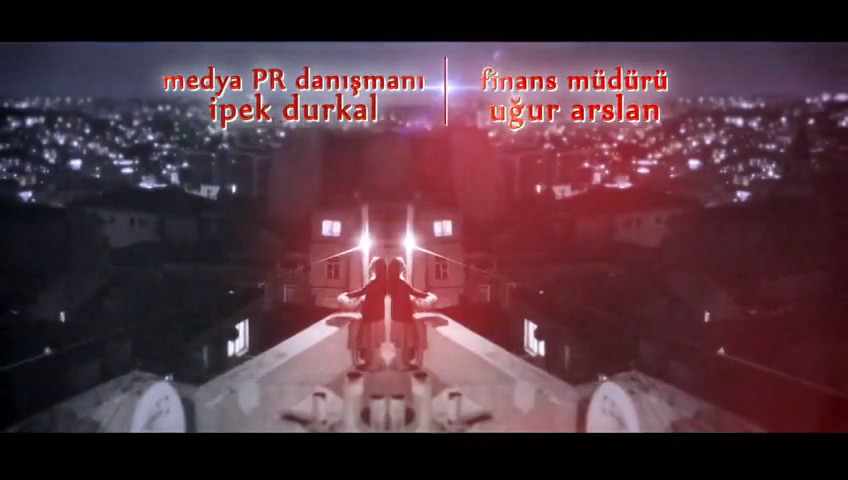 medya PR danışmanı
ipek durkal
finans müdürü
uğur arslan